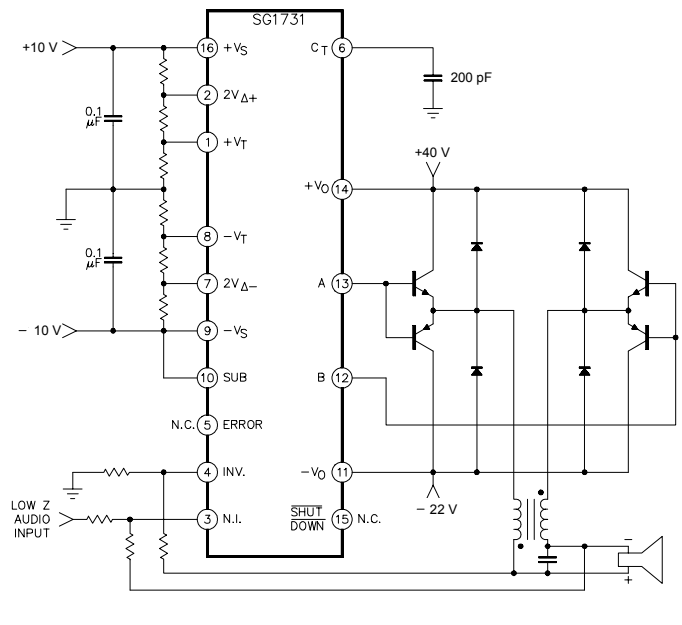 SG1731
+10 V
16 +VS
CT 6
200 pF
2 2VΔ+
0.1
µF
1 +VT
+40 V
+VO 14
8 −VT
0.1
µF
7 2VΔ−
A 13
− 10 V
9 −VS
10 SUB
B 12
N.C. 5 ERROR
4 INV.
−VO 11
− 22 V
LOW Z
AUDIO
INPUT
3 N.I.
SHUT
DOWN
15 N.C.
−
+